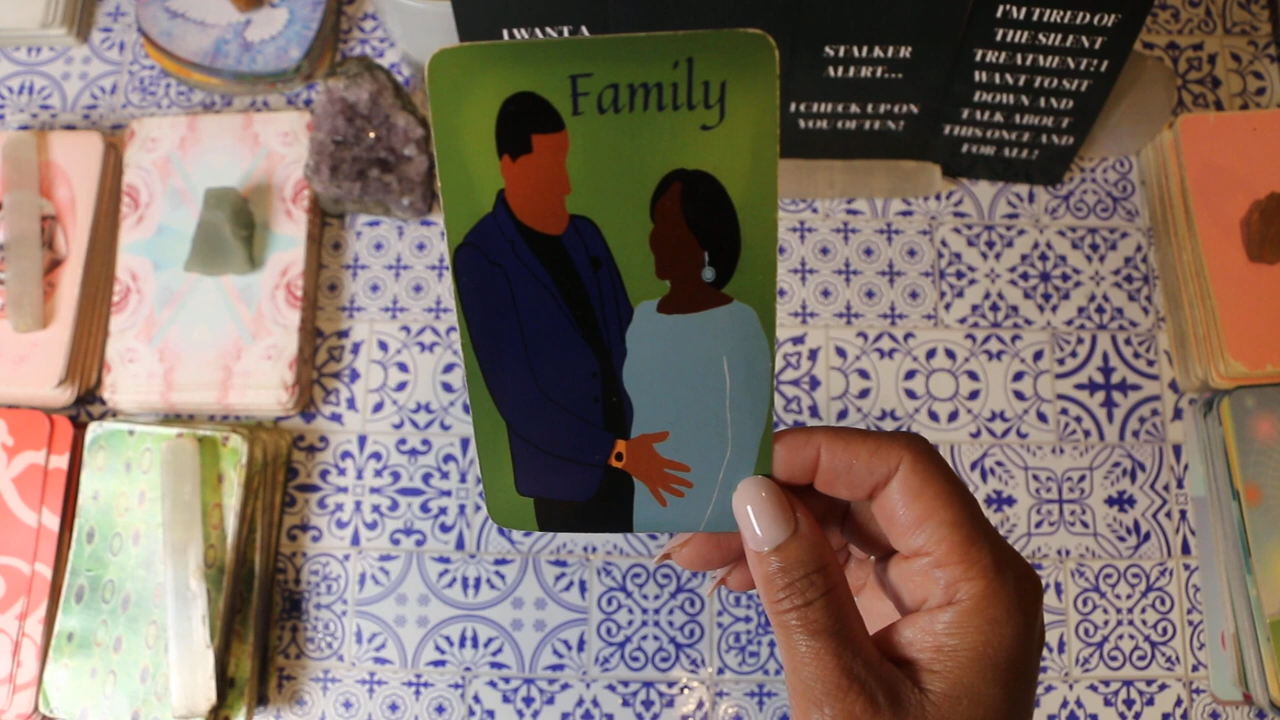 Family
I WANT A
STALKER
ALERT...
I CHECK UP ON
YOU OFTEN!
I'M TIRED OF
THE SILENT
TREATMENT! I
WANT TO SIT
DOWN AND
TALK ABOUT
THIS ONCE AND
FOR ALL!